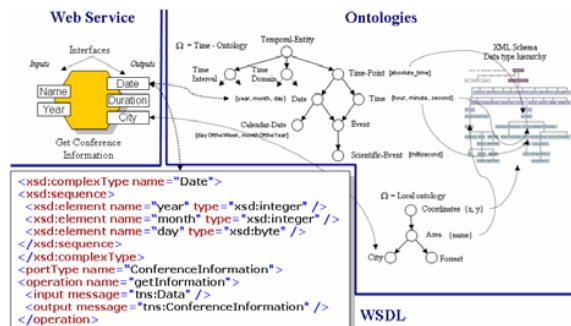 Web Service
Interfaces
Inputs
Outputs
Name
Year
Date
Duration
City
Get Conference
Information
Ontologies
Ω = Time - Ontology
Temporal-Entity
Time
Interval
Time
Domain
Time-Point {absolute_time}
{year, month, day}
Date
Time {hour, minute, second}
Calendar-Date
{dayOftheWeek, monthOftheYear}
Event
Scientific-Event {millisecond}
XML Schema
Data type hierarchy
Ω = Local ontology
Coordinates {x, y}
Area {name}
City
Forrest
<xsd:complexType name="Date">
<xsd:sequence>
<xsd:element name="year" type="xsd:integer" />
<xsd:element name="month" type="xsd:integer" />
<xsd:element name="day" type="xsd:byte" />
</xsd:sequence>
</xsd:complexType>
<portType name="ConferenceInformation">
<operation name="getInformation">
<input message="tns:Data" />
<output message="tns:ConferenceInformation" />
</operation>
WSDL